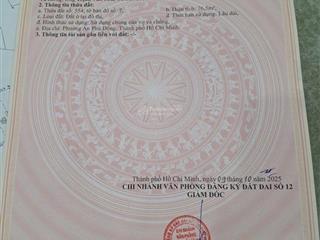 2. Thông tin thửa đất:
a. Thửa đất số: 554, tờ bản đồ số:
b. Diện tích: 76,5m²
c. Loại đất: Đất ở tại đô thị
d. Thời hạn sử dụng: Lâu dài.
đ. Hình thức sử dụng: Sử dụng chung của vợ và chồng.
e. Địa chỉ: Phường An Phú Đông, Thành phố Hồ Chí Minh.
3. Thông tin tài sản gắn liền với đất: -/-
Thành phố Hồ Chí Minh, ngày 09 tháng 10 năm 2025
CHI NHÁNH VĂN PHÒNG ĐĂNG KÝ ĐẤT ĐAI SỐ 12
GIÁM ĐỐC